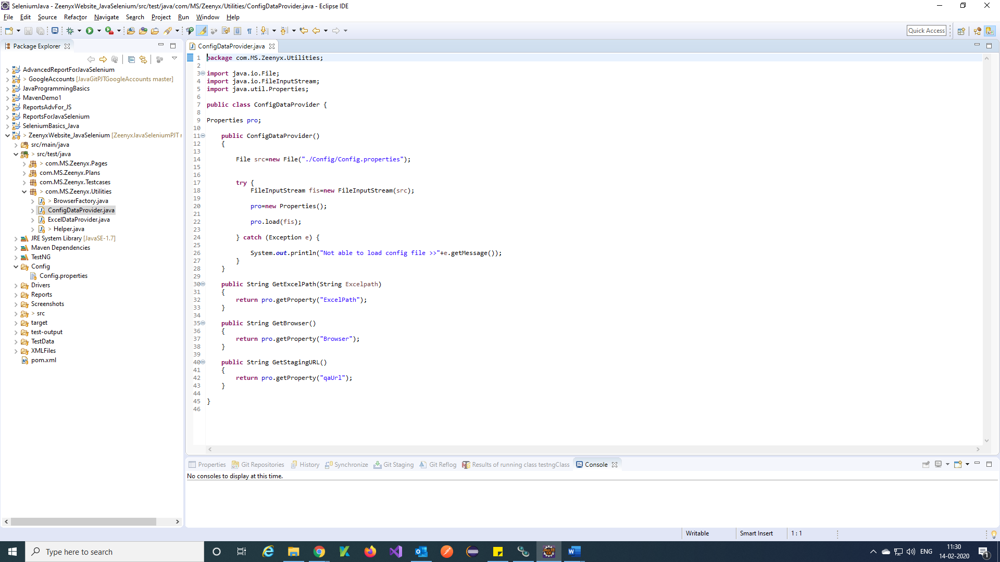 SeleniumJava - ZeenyxWebsite_JavaSelenium/src/test/java/com/MS/Zeenyx/Utilities/ConfigDataProvider.java - Eclipse IDE
File Edit Source Refactor Navigate Search Project Run Window Help
Quick Access
Package Explorer
AdvancedReportForJavaSelenium
> GoogleAccounts [JavaGitPJTGoogleAccounts master]
JavaProgrammingBasics
MavenDemo1
ReportsAdvFor_JS
ReportsForJavaSelenium
SeleniumBasics_Java
> ZeenyxWebsite_JavaSelenium [ZeenyxJavaSeleniumPJT
src/main/java
> src/test/java
> com.MS.Zeenyx.Pages
com.MS.Zeenyx.Plans
com.MS.Zeenyx.Testcases
> com.MS.Zeenyx.Utilities
> BrowserFactory.java
ConfigDataProvider.java
ExcelDataProvider.java
> Helper.java
JRE System Library [JavaSE-1.7]
Maven Dependencies
TestNG
Config
Config.properties
Drivers
Reports
Screenshots
> src
target
test-output
TestData
XMLFiles
pom.xml
ConfigDataProvider.java
1 package com.MS.Zeenyx.Utilities;
2
3 import java.io.File;
4 import java.io.FileInputStream;
5 import java.util.Properties;
6
7 public class ConfigDataProvider {
8
9 Properties pro;
10
11 public ConfigDataProvider()
12 {
13
14 File src=new File("./Config/Config.properties");
15
16
17 try {
18 FileInputStream fis=new FileInputStream(src);
19
20 pro=new Properties();
21
22 pro.load(fis);
23
24 } catch (Exception e) {
25
26 System.out.println("Not able to load config file >>"+e.getMessage());
27 }
28 }
29
30 public String GetExcelPath(String Excelpath)
31 {
32 return pro.getProperty("ExcelPath");
33 }
34
35 public String GetBrowser()
36 {
37 return pro.getProperty("Browser");
38 }
39
40 public String GetStagingURL()
41 {
42 return pro.getProperty("qaUrl");
43 }
44
45 }
46
Properties Git Repositories History Synchronize Git Staging Git Reflog Results of running class testngClass Console
No consoles to display at this time.
Writable Smart Insert 1 : 1
Type here to search
ENG
11:30
14-02-2020
1